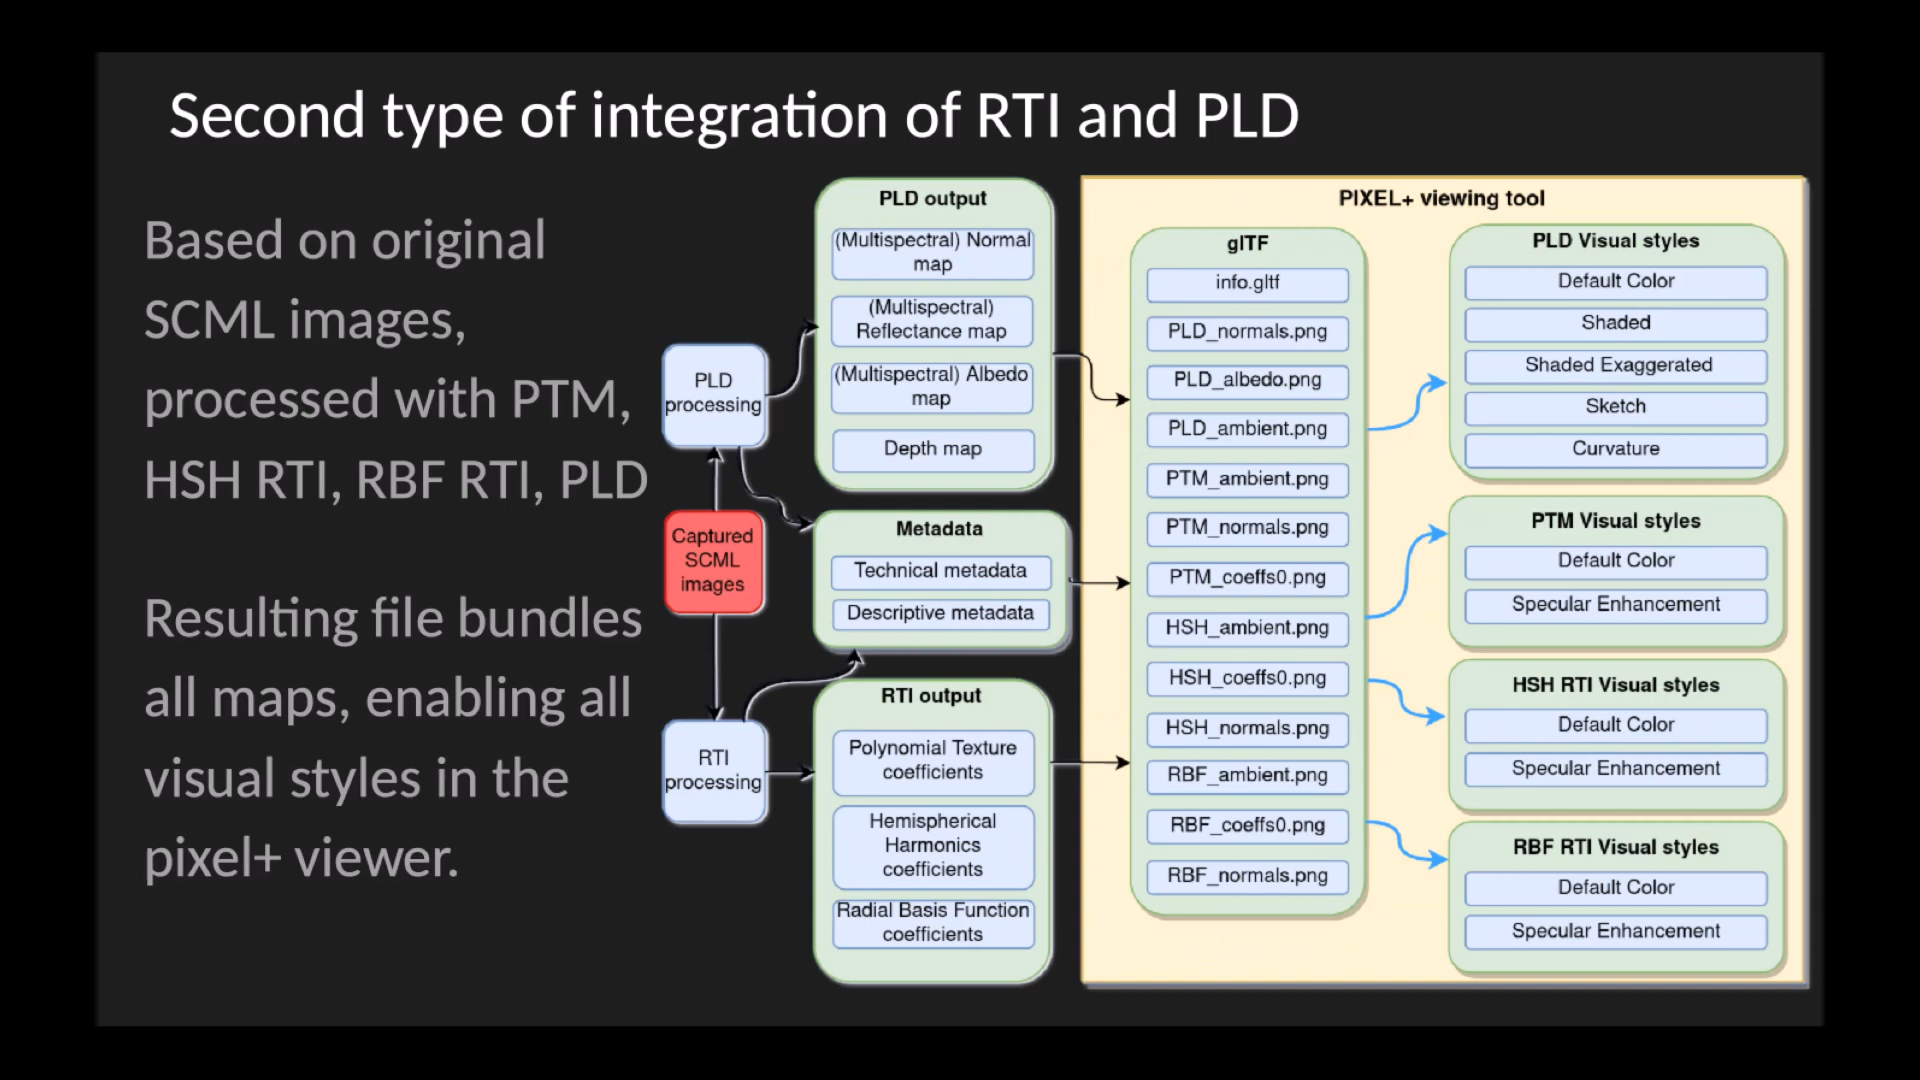 Second type of integration of RTI and PLD
Based on original
SCML images,
processed with PTM,
HSH RTI, RBF RTI, PLD
Resulting file bundles
all maps, enabling all
visual styles in the
pixel+ viewer.
PLD
processing
Captured
SCML
images
RTI
processing
PLD output
(Multispectral) Normal
map
(Multispectral)
Reflectance map
(Multispectral) Albedo
map
Depth map
Metadata
Technical metadata
Descriptive metadata
RTI output
Polynomial Texture
coefficients
Hemispherical
Harmonics
coefficients
Radial Basis Function
coefficients
PIXEL+ viewing tool
glTF
info.gltf
PLD_normals.png
PLD_albedo.png
PLD_ambient.png
PTM_ambient.png
PTM_normals.png
PTM_coeffs0.png
HSH_ambient.png
HSH_coeffs0.png
HSH_normals.png
RBF_ambient.png
RBF_coeffs0.png
RBF_normals.png
PLD Visual styles
Default Color
Shaded
Shaded Exaggerated
Sketch
Curvature
PTM Visual styles
Default Color
Specular Enhancement
HSH RTI Visual styles
Default Color
Specular Enhancement
RBF RTI Visual styles
Default Color
Specular Enhancement